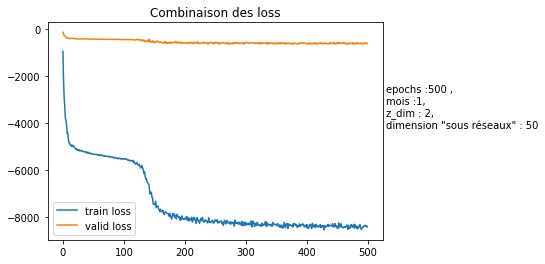 Combinaison des loss
0
−2000
−4000
−6000
−8000
0
100
200
300
400
500
train loss
valid loss
epochs :500 ,
mois :1,
z_dim : 2,
dimension "sous réseaux" : 50